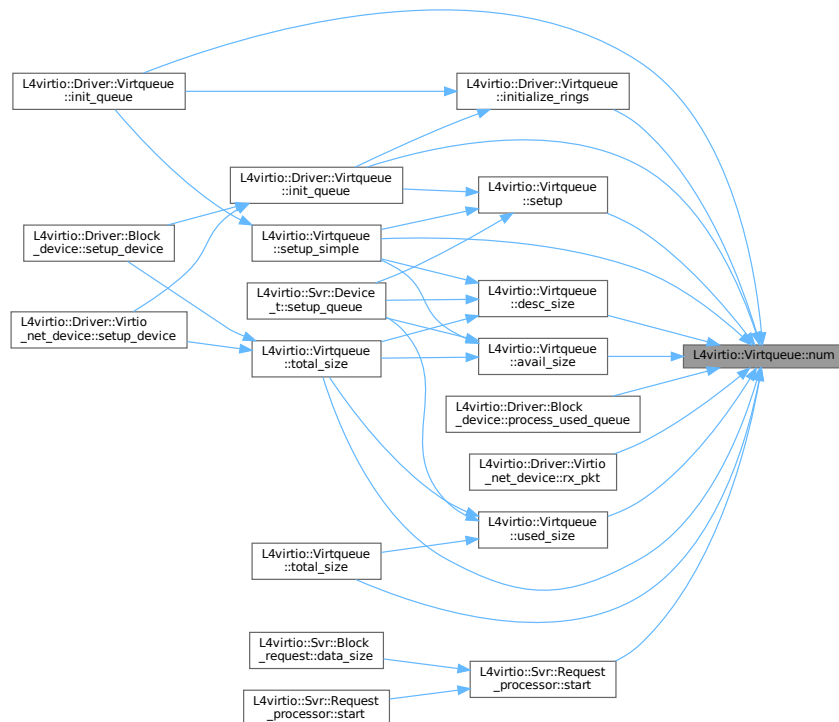 L4virtio::Driver::Virtqueue
::init_queue
L4virtio::Driver::Virtqueue
::initialize_rings
L4virtio::Driver::Virtqueue
::init_queue
L4virtio::Virtqueue
::setup
L4virtio::Driver::Block
_device::setup_device
L4virtio::Virtqueue
::setup_simple
L4virtio::Svr::Device
_t::setup_queue
L4virtio::Virtqueue
::desc_size
L4virtio::Driver::Virtio
_net_device::setup_device
L4virtio::Virtqueue
::total_size
L4virtio::Virtqueue
::avail_size
L4virtio::Virtqueue::num
L4virtio::Driver::Block
_device::process_used_queue
L4virtio::Driver::Virtio
_net_device::rx_pkt
L4virtio::Virtqueue
::used_size
L4virtio::Virtqueue
::total_size
L4virtio::Svr::Block
_request::data_size
L4virtio::Svr::Request
_processor::start
L4virtio::Svr::Request
_processor::start